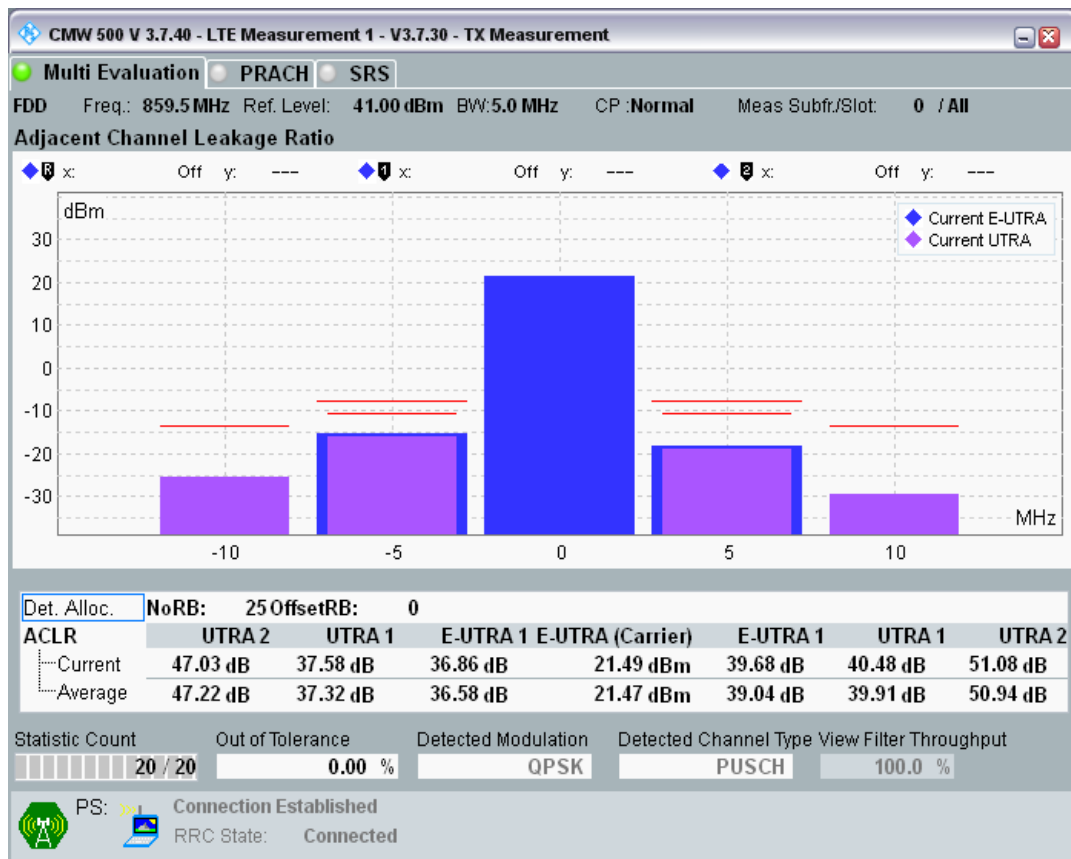 CMW 500 V 3.7.40 - LTE Measurement 1 - V3.7.30 - TX Measurement
Multi Evaluation PRACH SRS
FDD Freq.: 859.5 MHz Ref. Level: 41.00 dBm BW:5.0 MHz CP :Normal Meas Subfr./Slot: 0 / All
Adjacent Channel Leakage Ratio
R x: Off y: --- 1 x: Off y: --- 2 x: Off y: ---
dBm
Current E-UTRA
Current UTRA
30
20
10
0
-10
-20
-30
MHz
-10 -5 0 5 10
Det. Alloc. NoRB: 25 OffsetRB: 0
ACLR UTRA 2 UTRA 1 E-UTRA 1 E-UTRA (Carrier) E-UTRA 1 UTRA 1 UTRA 2
Current 47.03 dB 37.58 dB 36.86 dB 21.49 dBm 39.68 dB 40.48 dB 51.08 dB
Average 47.22 dB 37.32 dB 36.58 dB 21.47 dBm 39.04 dB 39.91 dB 50.94 dB
Statistic Count Out of Tolerance Detected Modulation Detected Channel Type View Filter Throughput
20 / 20 0.00 % QPSK PUSCH 100.0 %
PS: Connection Established
RRC State: Connected